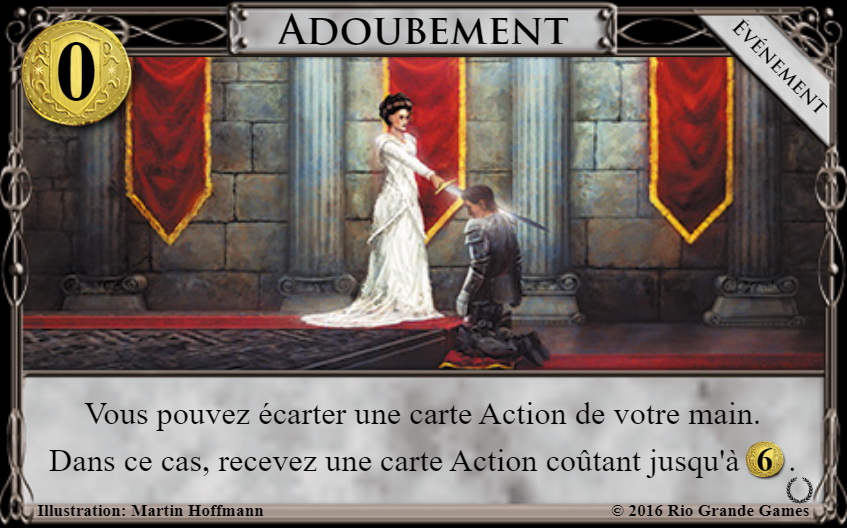 0
ADOUBEMENT
ÉVÉNEMENT
Vous pouvez écarter une carte Action de votre main.
Dans ce cas, recevez une carte Action coûtant jusqu'à 6 .
Illustration: Martin Hoffmann
© 2016 Rio Grande Games